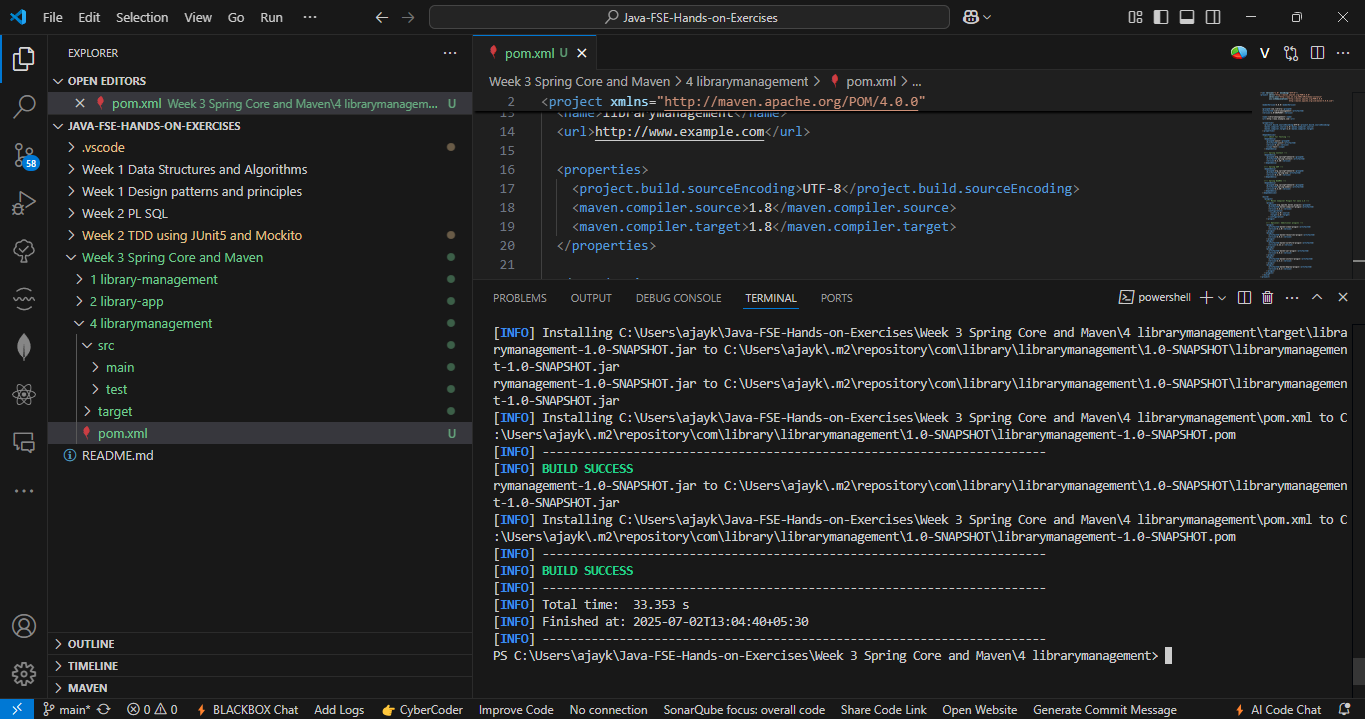 File Edit Selection View Go Run ··· Java-FSE-Hands-on-Exercises
EXPLORER
OPEN EDITORS
pom.xml Week 3 Spring Core and Maven\4 librarymanagem... U
JAVA-FSE-HANDS-ON-EXERCISES
.vscode
Week 1 Data Structures and Algorithms
Week 1 Design patterns and principles
Week 2 PL SQL
Week 2 TDD using JUnit5 and Mockito
Week 3 Spring Core and Maven
1 library-management
2 library-app
4 librarymanagement
src
main
test
target
pom.xml U
README.md
OUTLINE
TIMELINE
MAVEN
58
pom.xml U
V
Week 3 Spring Core and Maven > 4 librarymanagement > pom.xml > ...
2 <project xmlns="http://maven.apache.org/POM/4.0.0"
13 <name>librarymanagement</name>
14 <url>http://www.example.com</url>
15
16 <properties>
17 <project.build.sourceEncoding>UTF-8</project.build.sourceEncoding>
18 <maven.compiler.source>1.8</maven.compiler.source>
19 <maven.compiler.target>1.8</maven.compiler.target>
20 </properties>
21
PROBLEMS OUTPUT DEBUG CONSOLE TERMINAL PORTS powershell
[INFO] Installing C:\Users\ajayk\Java-FSE-Hands-on-Exercises\Week 3 Spring Core and Maven\4 librarymanagement\target\libra
rymanagement-1.0-SNAPSHOT.jar to C:\Users\ajayk\.m2\repository\com\library\librarymanagement\1.0-SNAPSHOT\librarymanagemen
t-1.0-SNAPSHOT.jar
rymanagement-1.0-SNAPSHOT.jar to C:\Users\ajayk\.m2\repository\com\library\librarymanagement\1.0-SNAPSHOT\librarymanagemen
t-1.0-SNAPSHOT.jar
[INFO] Installing C:\Users\ajayk\Java-FSE-Hands-on-Exercises\Week 3 Spring Core and Maven\4 librarymanagement\pom.xml to C
:\Users\ajayk\.m2\repository\com\library\librarymanagement\1.0-SNAPSHOT\librarymanagement-1.0-SNAPSHOT.pom
[INFO] ------------------------------------------------------------------------
[INFO] BUILD SUCCESS
rymanagement-1.0-SNAPSHOT.jar to C:\Users\ajayk\.m2\repository\com\library\librarymanagement\1.0-SNAPSHOT\librarymanagemen
t-1.0-SNAPSHOT.jar
[INFO] Installing C:\Users\ajayk\Java-FSE-Hands-on-Exercises\Week 3 Spring Core and Maven\4 librarymanagement\pom.xml to C
:\Users\ajayk\.m2\repository\com\library\librarymanagement\1.0-SNAPSHOT\librarymanagement-1.0-SNAPSHOT.pom
[INFO] ------------------------------------------------------------------------
[INFO] BUILD SUCCESS
[INFO] ------------------------------------------------------------------------
[INFO] Total time:  33.353 s
[INFO] Finished at: 2025-07-02T13:04:40+05:30
[INFO] ------------------------------------------------------------------------
PS C:\Users\ajayk\Java-FSE-Hands-on-Exercises\Week 3 Spring Core and Maven\4 librarymanagement>
main* 0 0 BLACKBOX Chat Add Logs CyberCoder Improve Code No connection SonarQube focus: overall code Share Code Link Open Website Generate Commit Message AI Code Chat